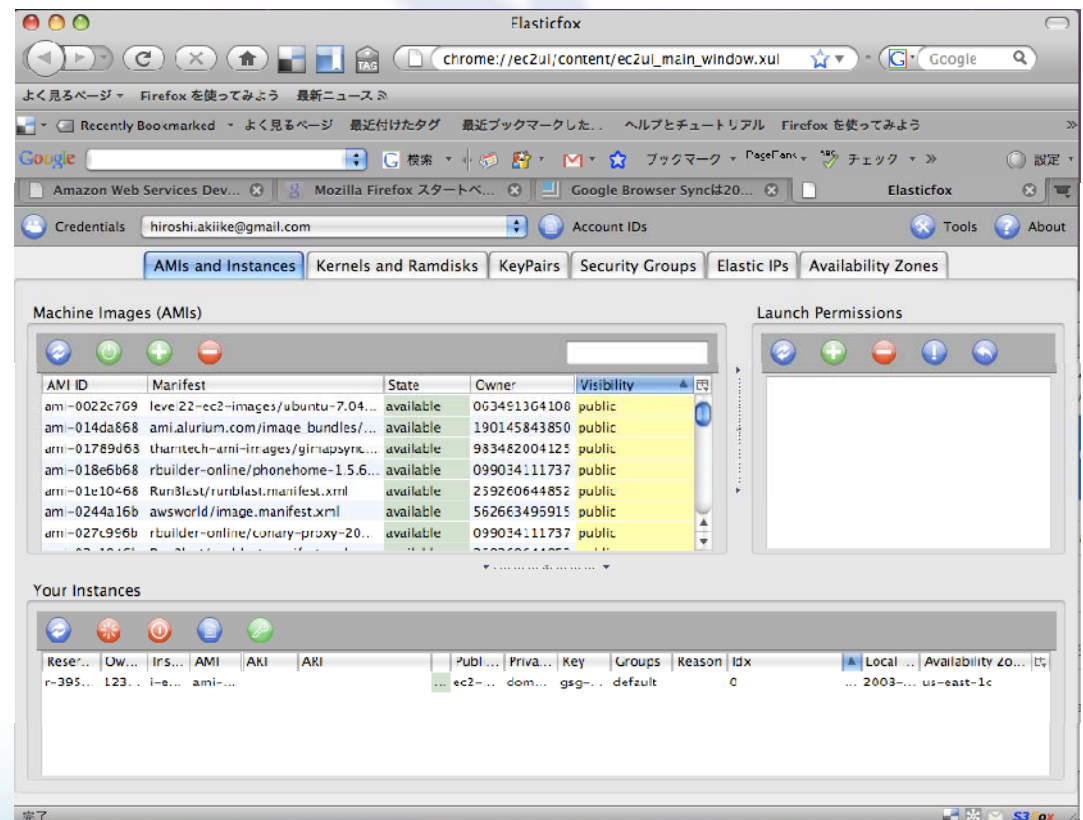 Elasticfox
TAG chrome://ec2ui/content/ec2ui_main_window.xul Google
よく見るページ Firefox を使ってみよう 最新ニュース
Recently Bookmarked よく見るページ 最近付けたタグ 最近ブックマークした.. ヘルプとチュートリアル Firefox を使ってみよう »
Google 検索 ブックマーク PageRank チェック » 設定
Amazon Web Services Dev... Mozilla Firefox スタートペ... Google Browser Syncは20... Elasticfox
Credentials hiroshi.akiike@gmail.com Account IDs Tools About
AMIs and Instances Kernels and Ramdisks KeyPairs Security Groups Elastic IPs Availability Zones
Machine Images (AMIs) Launch Permissions
AMI ID Manifest State Owner Visibility
ami-0022c769 level22-ec2-images/ubuntu-7.04... available 063491364108 public
ami-014da868 ami.alurium.com/image_bundles/... available 190145843850 public
ami-01789d68 thamtech-ami-images/gimapsync... available 983482004125 public
ami-018e6b68 rbuilder-online/phonehome-1.5.6... available 099034111737 public
ami-01e10468 RunBlast/runblast.manifest.xml available 259260644852 public
ami-0244a16b awsworld/image.manifest.xml available 562663496915 public
ami-027c996b rbuilder-online/conary-proxy-20... available 099034111737 public
Your Instances
Reser... Ow... Ins... AMI AKI ARI Publ... Priva... Key Groups Reason Idx Local ... Availability Zo...
r-395... 123... i-e... ami-... ... ec2-... dom... gsg-... default 0 ... 2008-... us-east-1c
完了 S3Fox